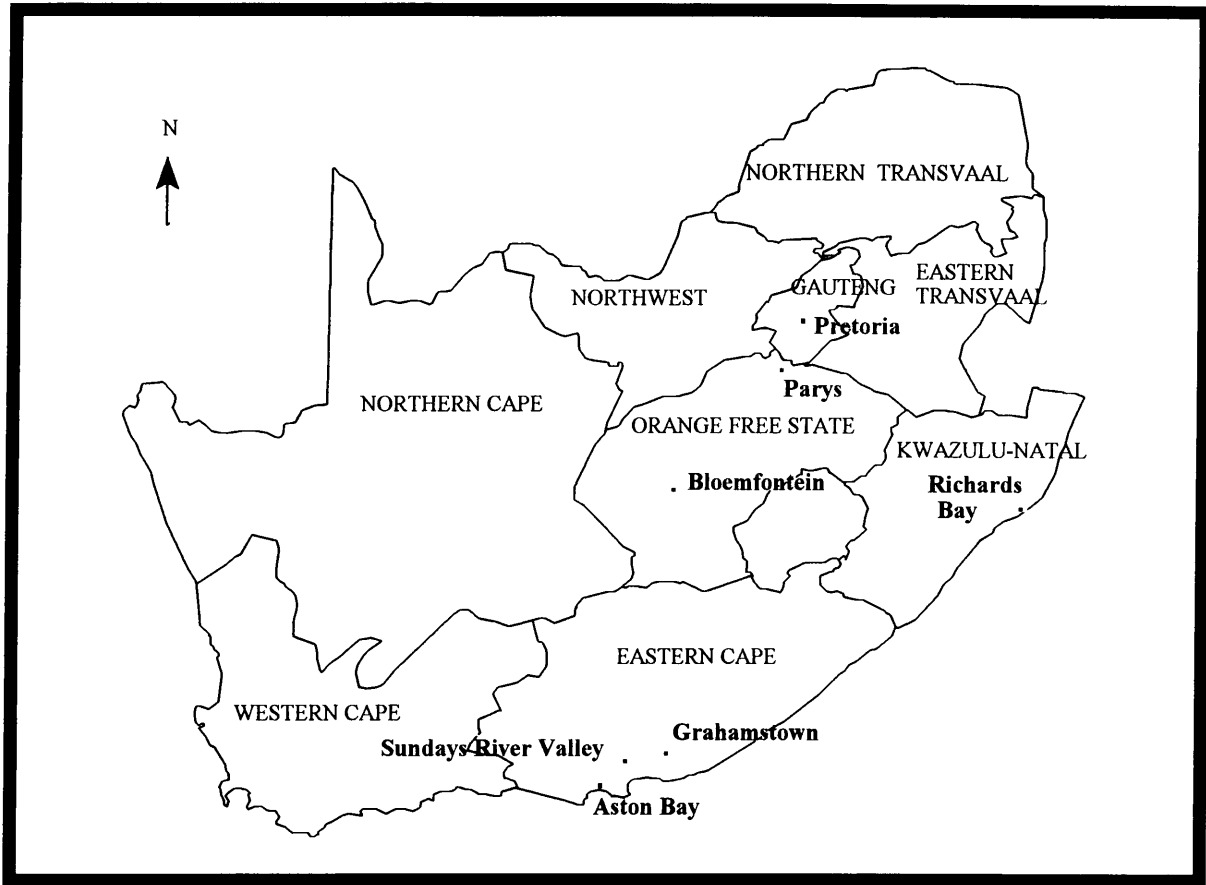 N
NORTHERN TRANSVAAL
EASTERN
TRANSVAAL
GAUTENG
NORTHWEST
Pretoria
Parys
NORTHERN CAPE
ORANGE FREE STATE
KWAZULU-NATAL
Bloemfontein
Richards
Bay
EASTERN CAPE
WESTERN CAPE
Grahamstown
Sundays River Valley
Aston Bay